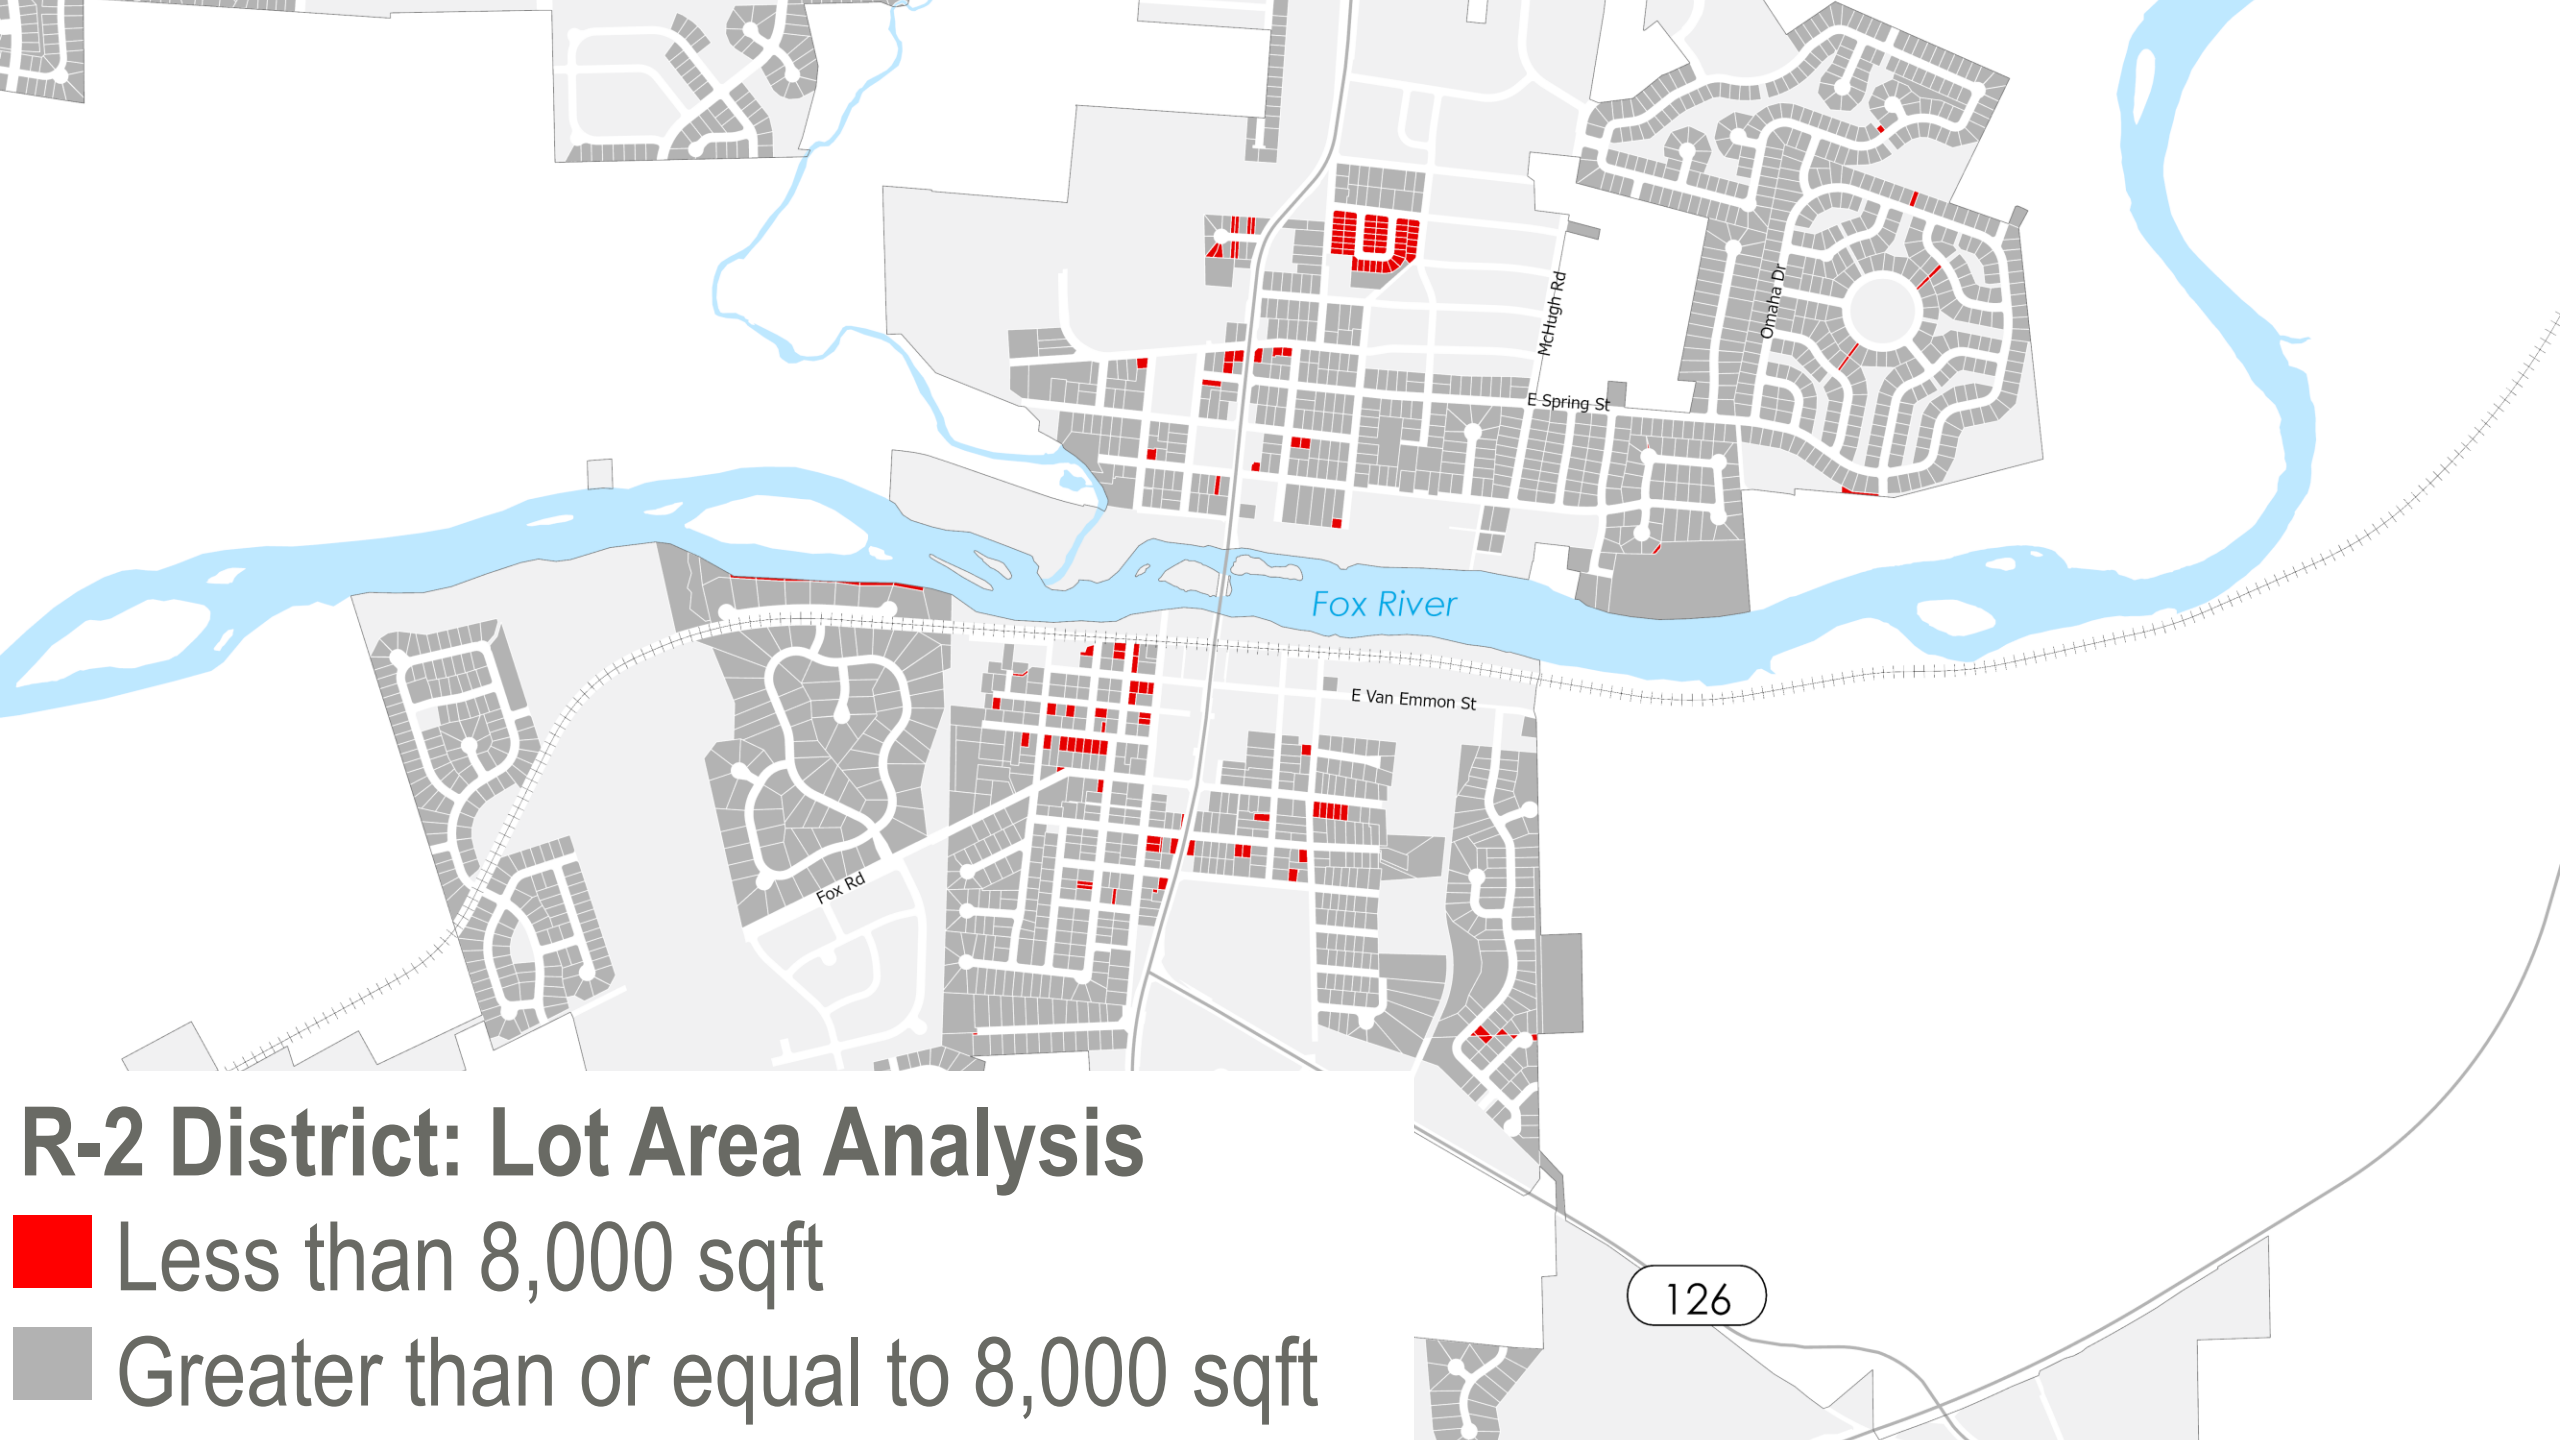 McHugh Rd
Omaha Dr
E Spring St
Fox River
E Van Emmon St
Fox Rd
R-2 District: Lot Area Analysis
Less than 8,000 sqft
126
Greater than or equal to 8,000 sqft